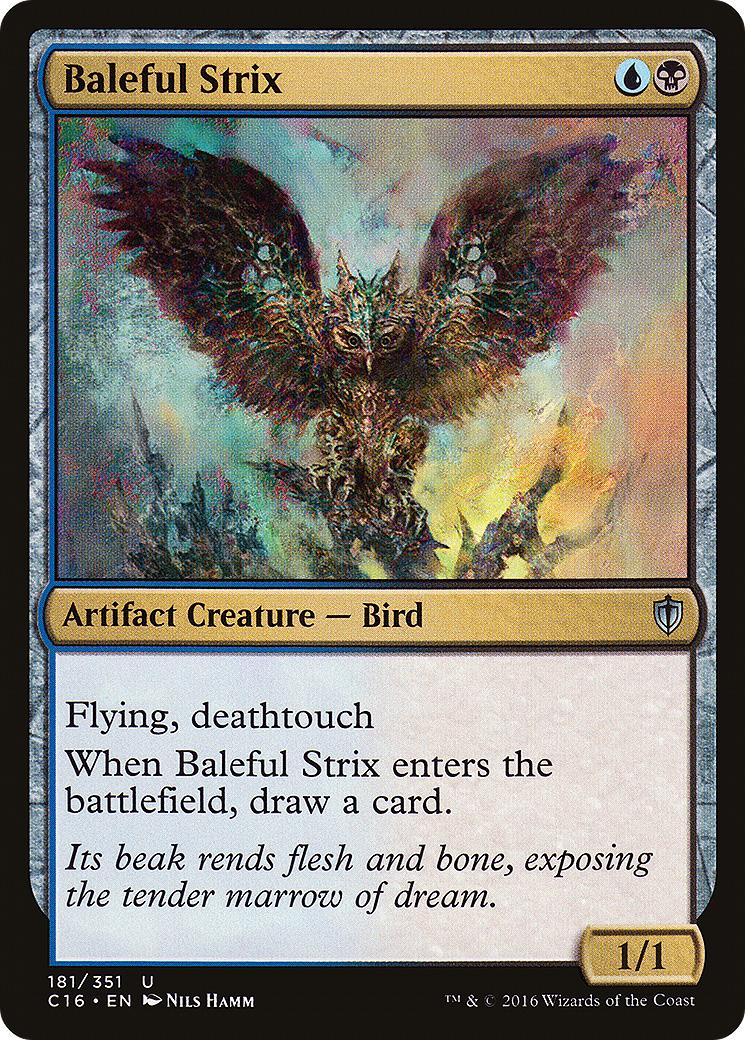 Baleful Strix
Artifact Creature — Bird
Flying, deathtouch
When Baleful Strix enters the
battlefield, draw a card.
Its beak rends flesh and bone, exposing
the tender marrow of dream.
1/1
181/351 U
C16 • EN Nils Hamm
™ & © 2016 Wizards of the Coast